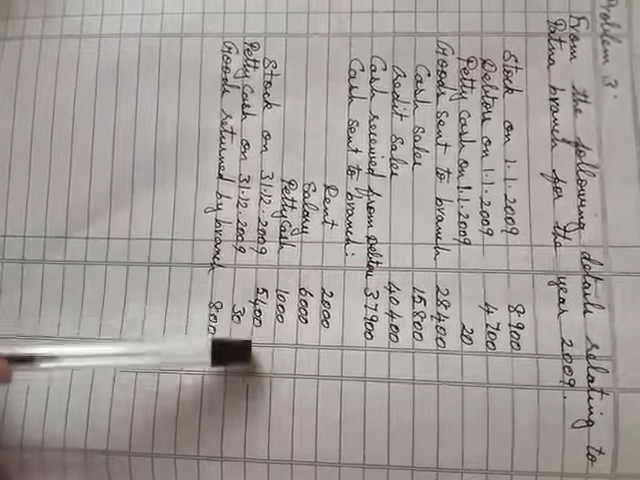 Problem 3:
From the following details relating to
Patna branch for the year 2009.
Stock on 1.1.2009 8900
Debtors on 1.1.2009 4700
Petty Cash on 1.1.2009 20
Goods sent to branch 28400
Cash sales 15800
Credit Sales 40400
Cash received from debtors 37900
Cash sent to branch:
Rent 2000
Salary 6000
Petty Cash 1000
Stock on 31.12.2009 5400
Petty Cash on 31.12.2009 30
Goods returned by branch 800